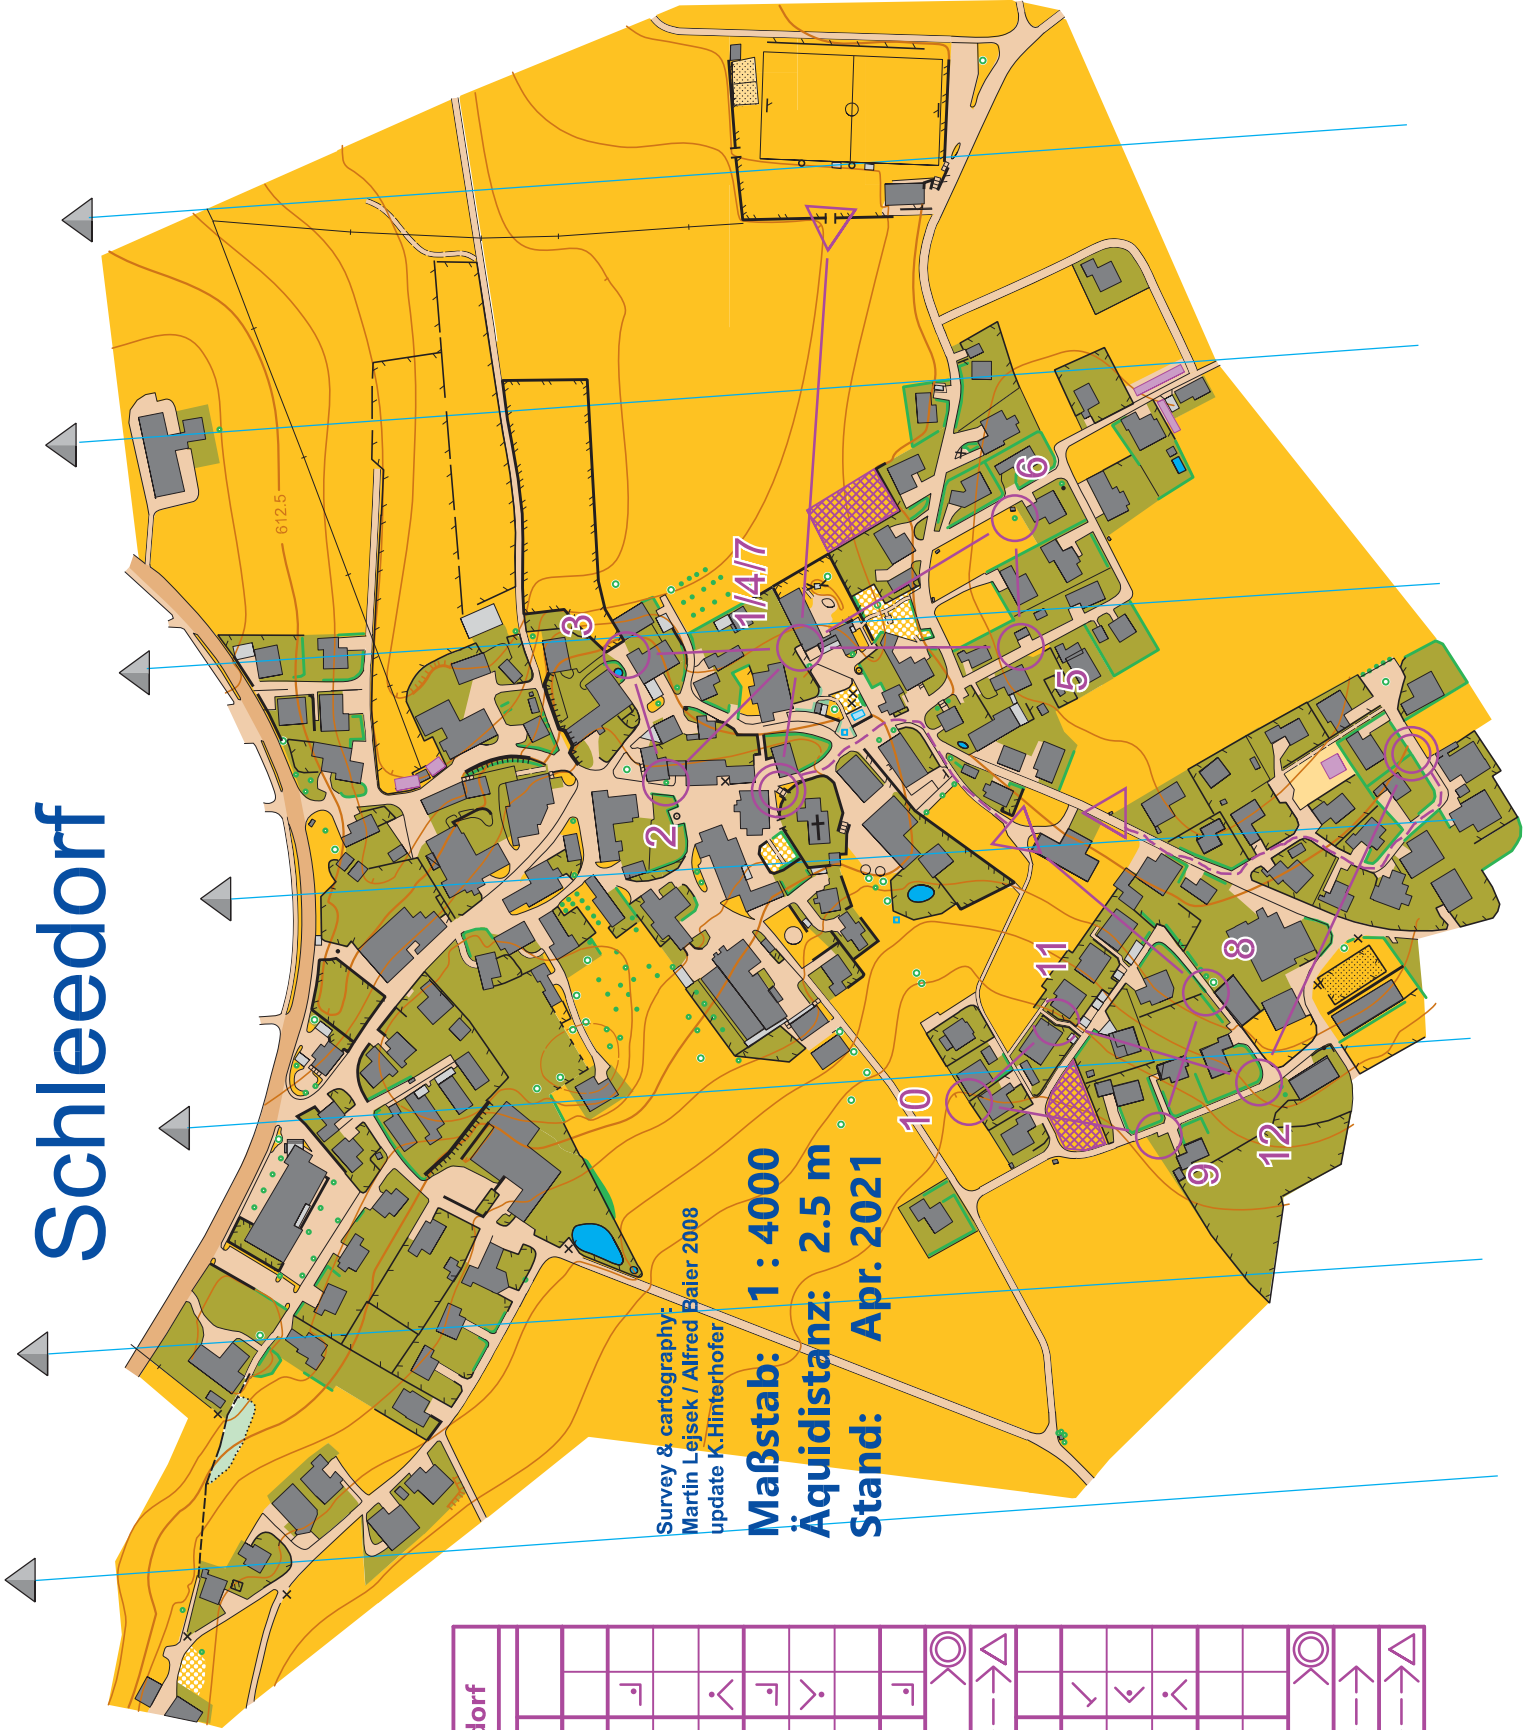 Schleedorf
612.5
3
1/4/7
6
5
2
8
11
10
9
12
Survey & cartography:
Martin Lejsek / Alfred Baier 2008
update K.Hinterhofer
Maßstab: 1 : 4000
Äquidistanz: 2.5 m
Stand: Apr. 2021
dorf